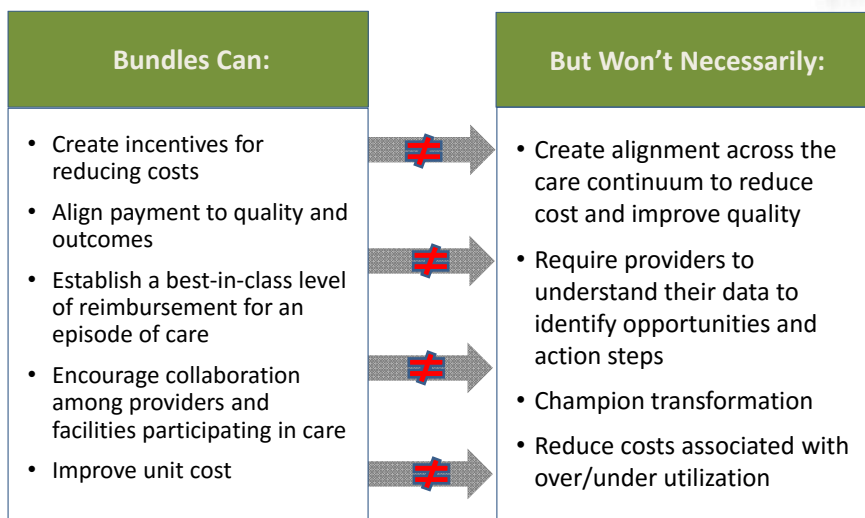 Bundles Can:
• Create incentives for
reducing costs
• Align payment to quality and
outcomes
• Establish a best-in-class level
of reimbursement for an
episode of care
• Encourage collaboration
among providers and
facilities participating in care
• Improve unit cost
≠
≠
≠
≠
But Won’t Necessarily:
• Create alignment across the
care continuum to reduce
cost and improve quality
• Require providers to
understand their data to
identify opportunities and
action steps
• Champion transformation
• Reduce costs associated with
over/under utilization